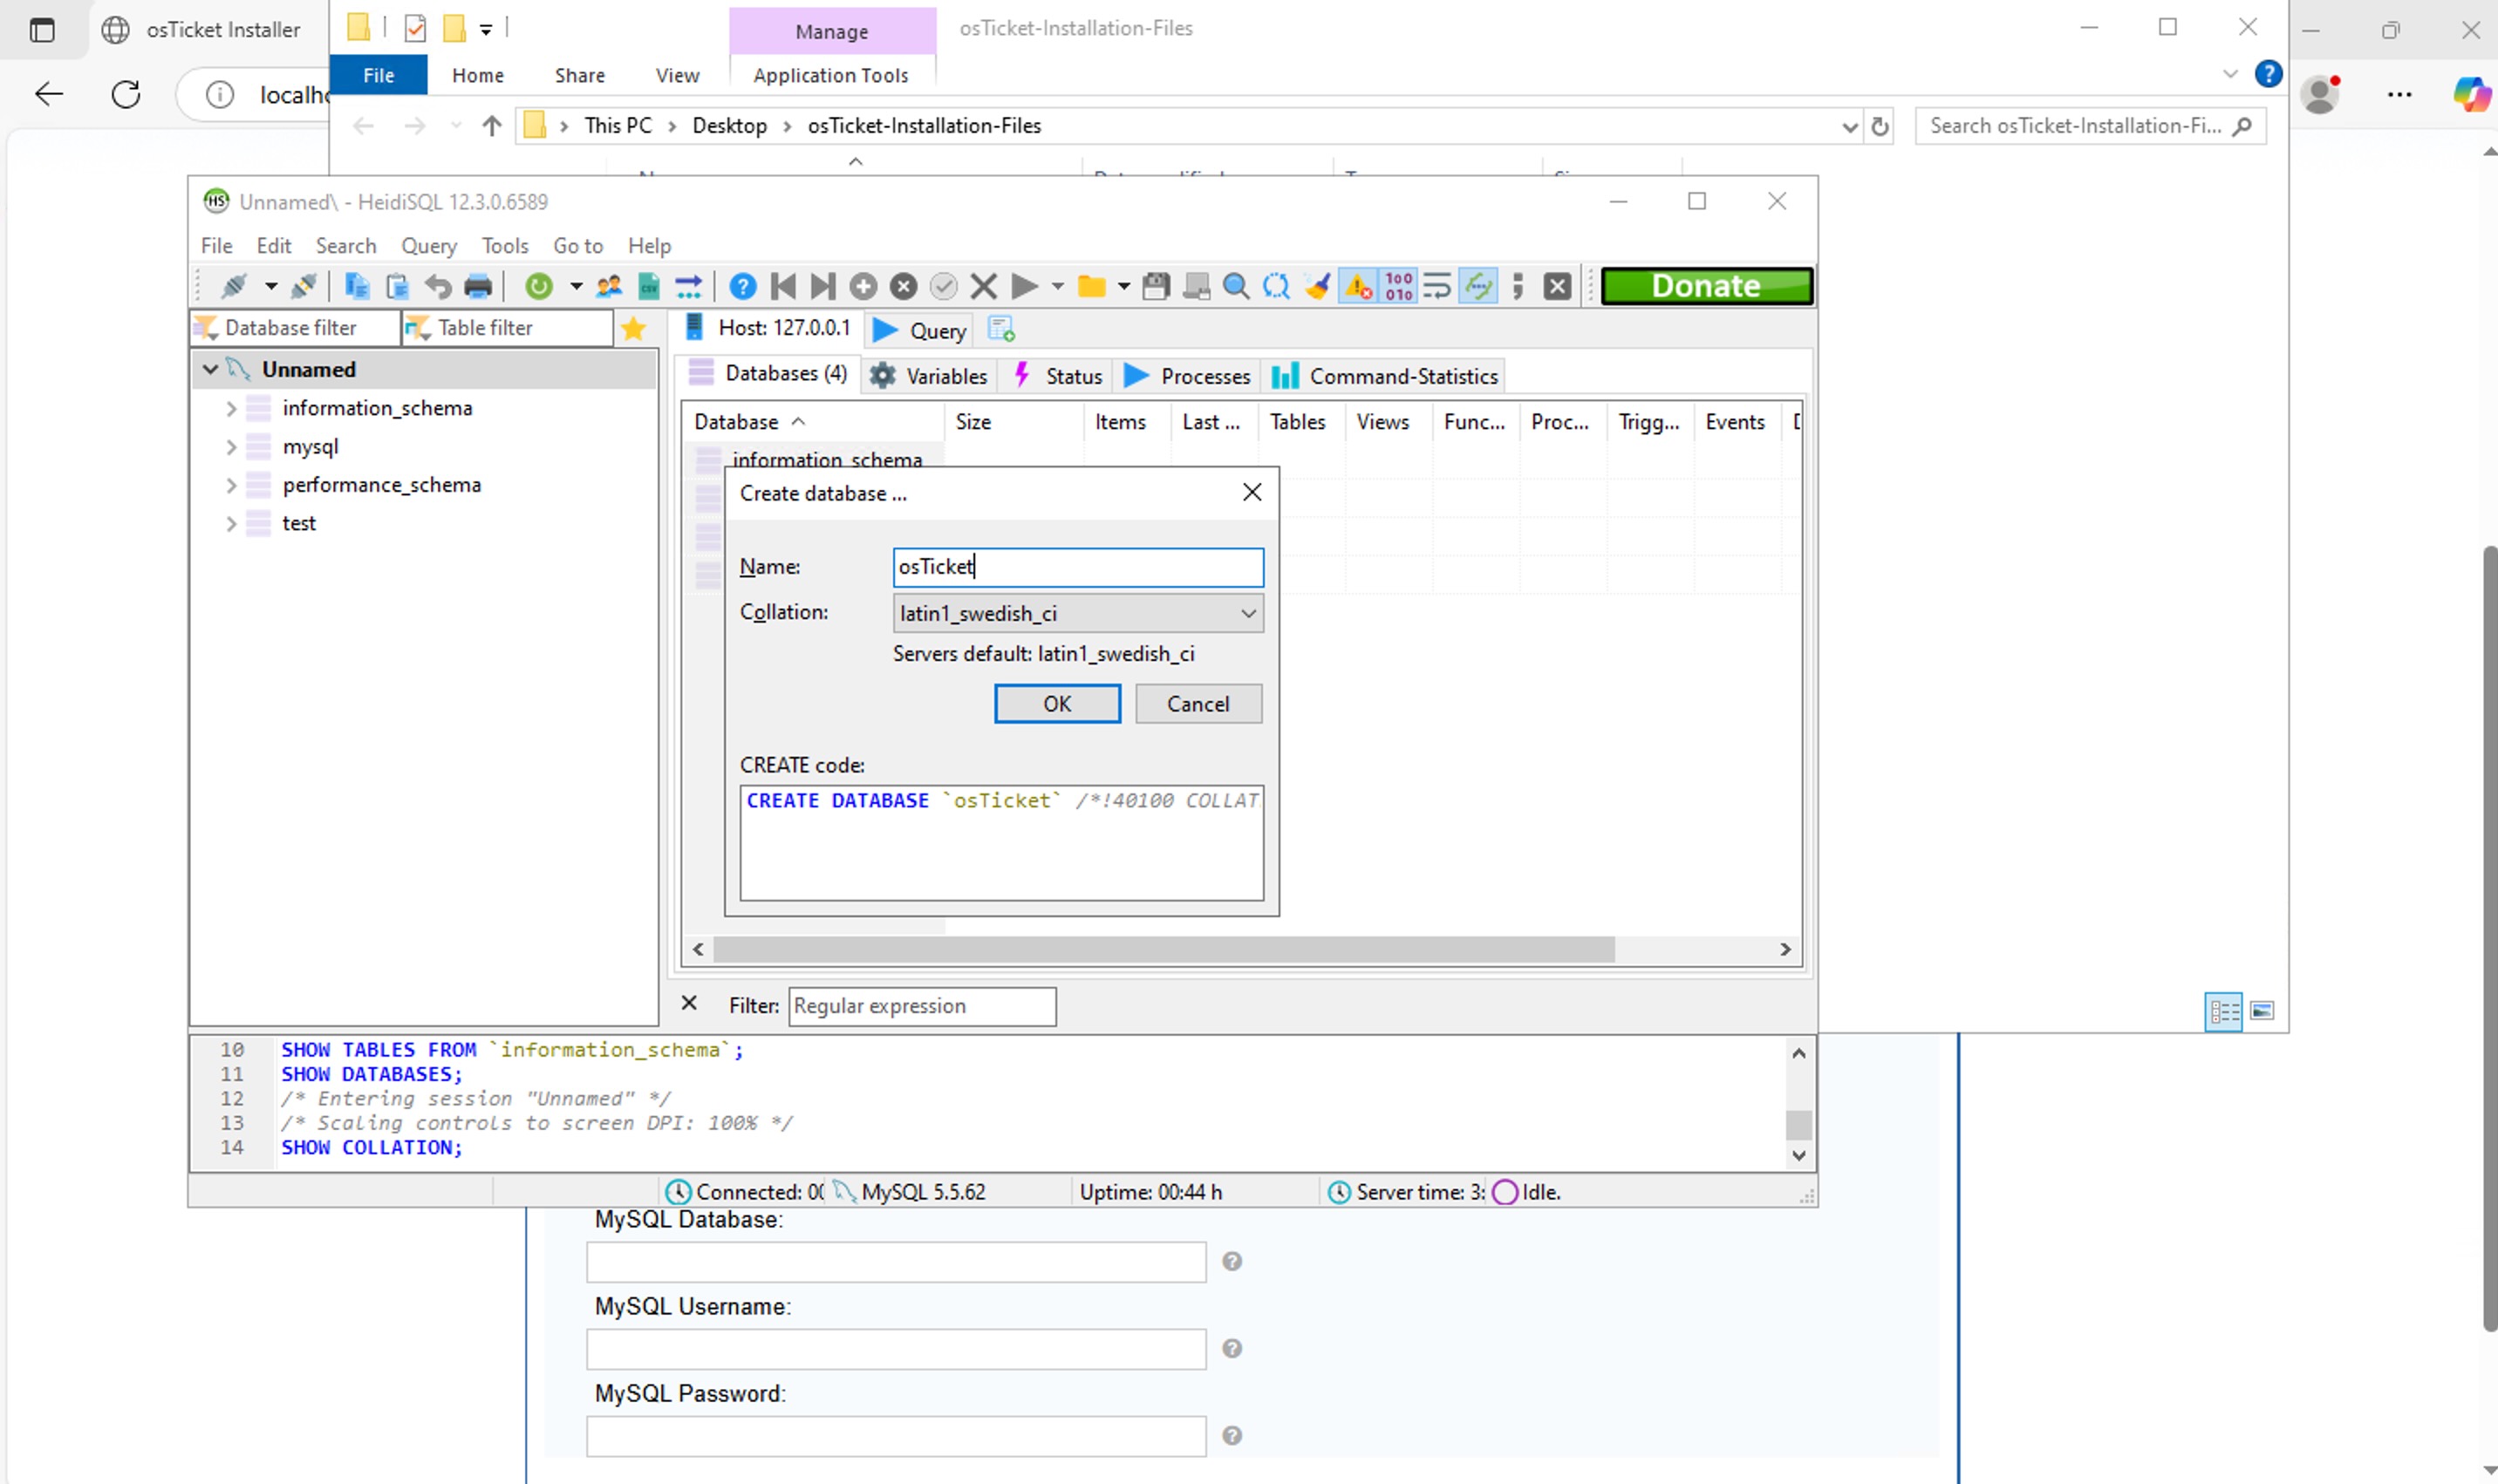 osTicket Installer
Manage
osTicket-Installation-Files
File
Home
Share
View
Application Tools
localho
This PC
Desktop
osTicket-Installation-Files
Search osTicket-Installation-Fi...
Unnamed\ - HeidiSQL 12.3.0.6589
File Edit Search Query Tools Go to Help
Donate
Database filter
Table filter
Host: 127.0.0.1
Query
Unnamed
information_schema
mysql
performance_schema
test
Databases (4)
Variables
Status
Processes
Command-Statistics
Database Size Items Last ... Tables Views Func... Proc... Trigg... Events
information_schema
Create database ...
Name: osTicket
Collation: latin1_swedish_ci
Servers default: latin1_swedish_ci
OK
Cancel
CREATE code:
CREATE DATABASE `osTicket` /*!40100 COLLAT
Filter: Regular expression
10 SHOW TABLES FROM `information_schema`;
11 SHOW DATABASES;
12 /* Entering session "Unnamed" */
13 /* Scaling controls to screen DPI: 100% */
14 SHOW COLLATION;
Connected: 00
MySQL 5.5.62
Uptime: 00:44 h
Server time: 3:
Idle.
MySQL Database:
MySQL Username:
MySQL Password: